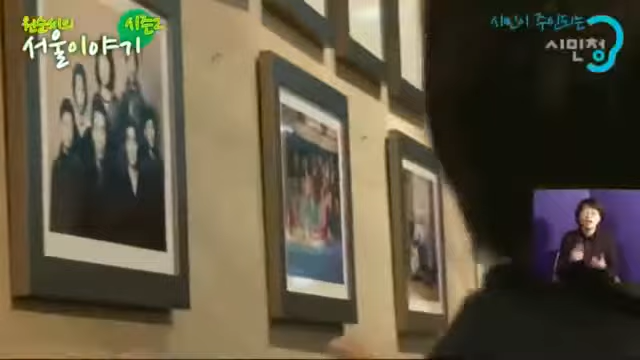 원순씨의
시즌2
서울이야기
시민이 주인되는
시민청